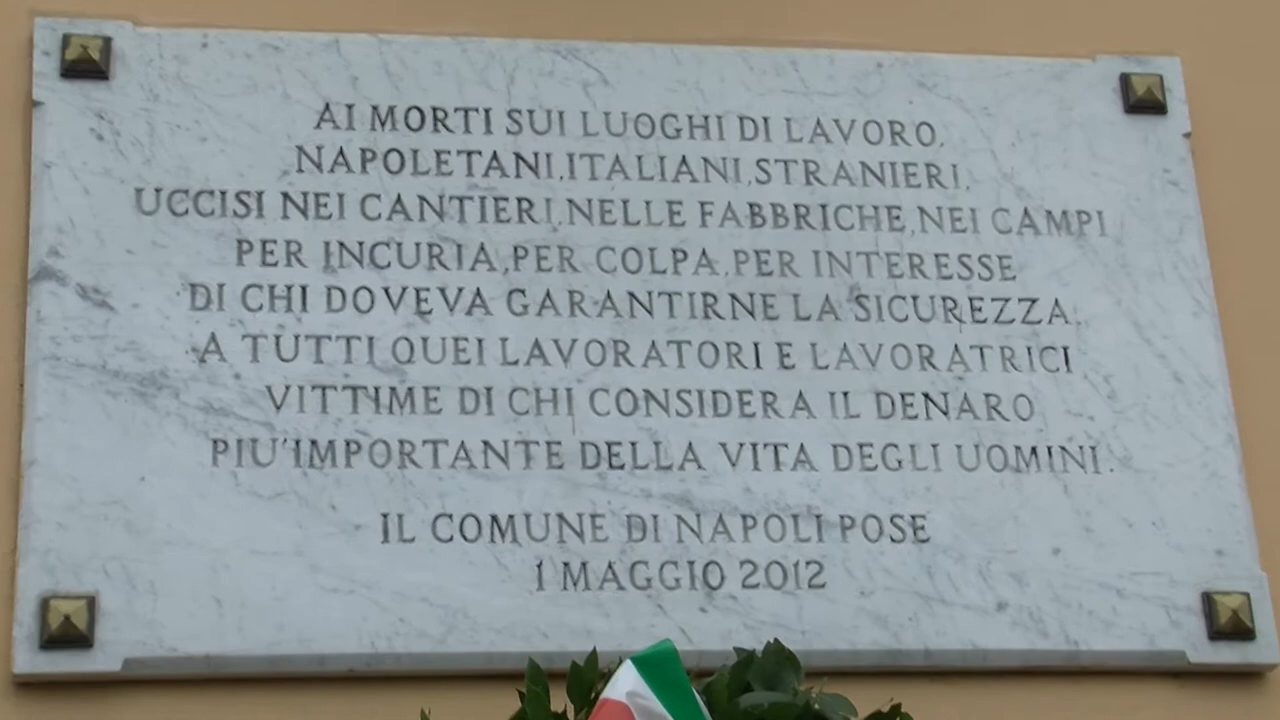 AI MORTI SUI LUOGHI DI LAVORO,
NAPOLETANI, ITALIANI, STRANIERI,
UCCISI NEI CANTIERI, NELLE FABBRICHE, NEI CAMPI
PER INCURIA, PER COLPA, PER INTERESSE
DI CHI DOVEVA GARANTIRNE LA SICUREZZA.
A TUTTI QUEI LAVORATORI E LAVORATRICI
VITTIME DI CHI CONSIDERA IL DENARO
PIU' IMPORTANTE DELLA VITA DEGLI UOMINI.
IL COMUNE DI NAPOLI POSE
1 MAGGIO 2012